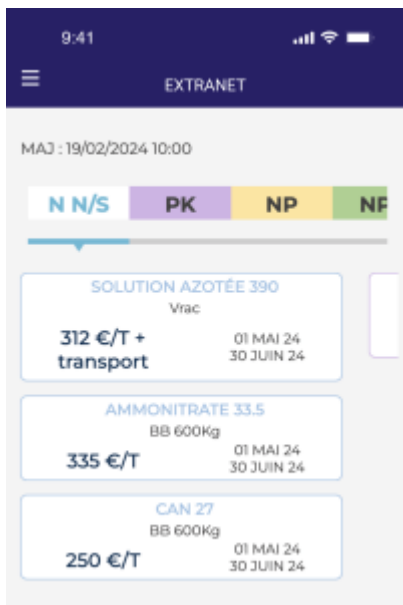 9:41
EXTRANET
MAJ : 19/02/2024 10:00
N N/S PK NP NP
SOLUTION AZOTÉE 390
Vrac
312 €/T +
transport
01 MAI 24
30 JUIN 24
AMMONITRATE 33.5
BB 600Kg
335 €/T
01 MAI 24
30 JUIN 24
CAN 27
BB 600Kg
250 €/T
01 MAI 24
30 JUIN 24